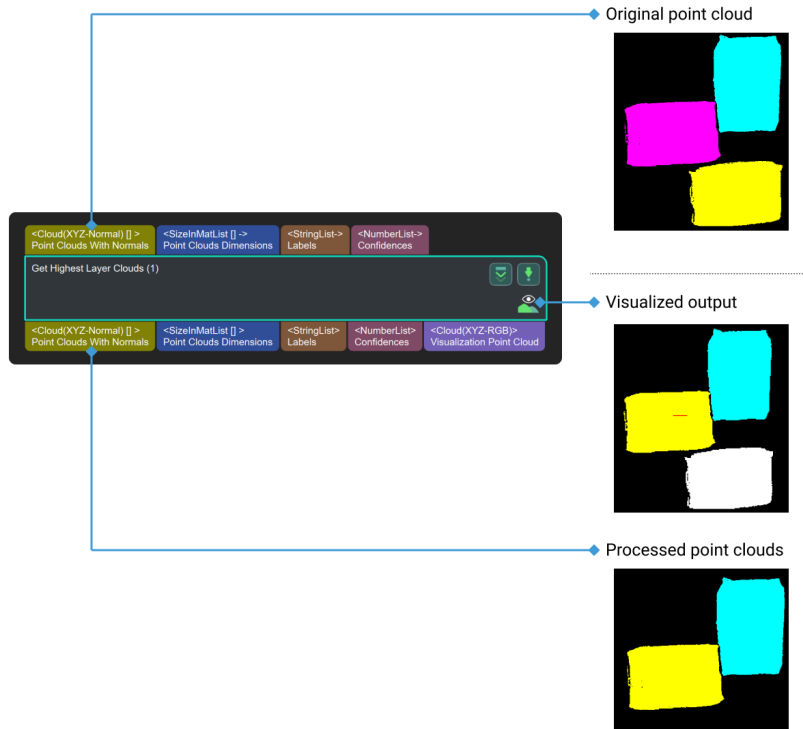 Original point cloud
<Cloud(XYZ-Normal) [] >
Point Clouds With Normals
<SizeInMatList [] ->
Point Clouds Dimensions
<StringList->
Labels
<NumberList->
Confidences
Get Highest Layer Clouds (1)
Visualized output
<Cloud(XYZ-Normal) [] >
Point Clouds With Normals
<SizeInMatList [] >
Point Clouds Dimensions
<StringList>
Labels
<NumberList>
Confidences
<Cloud(XYZ-RGB)>
Visualization Point Cloud
Processed point clouds